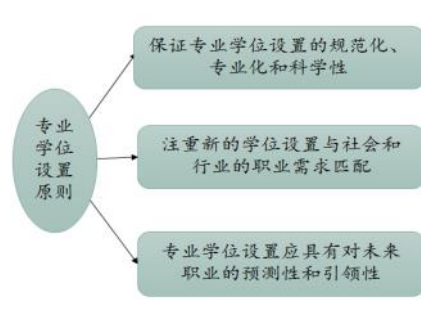 专业
学位
设置
原则
保证专业学位设置的规范化、
专业化和科学性
注重新的学位设置与社会和
行业的职业需求匹配
专业学位设置应具有对未来
职业的预测性和引领性